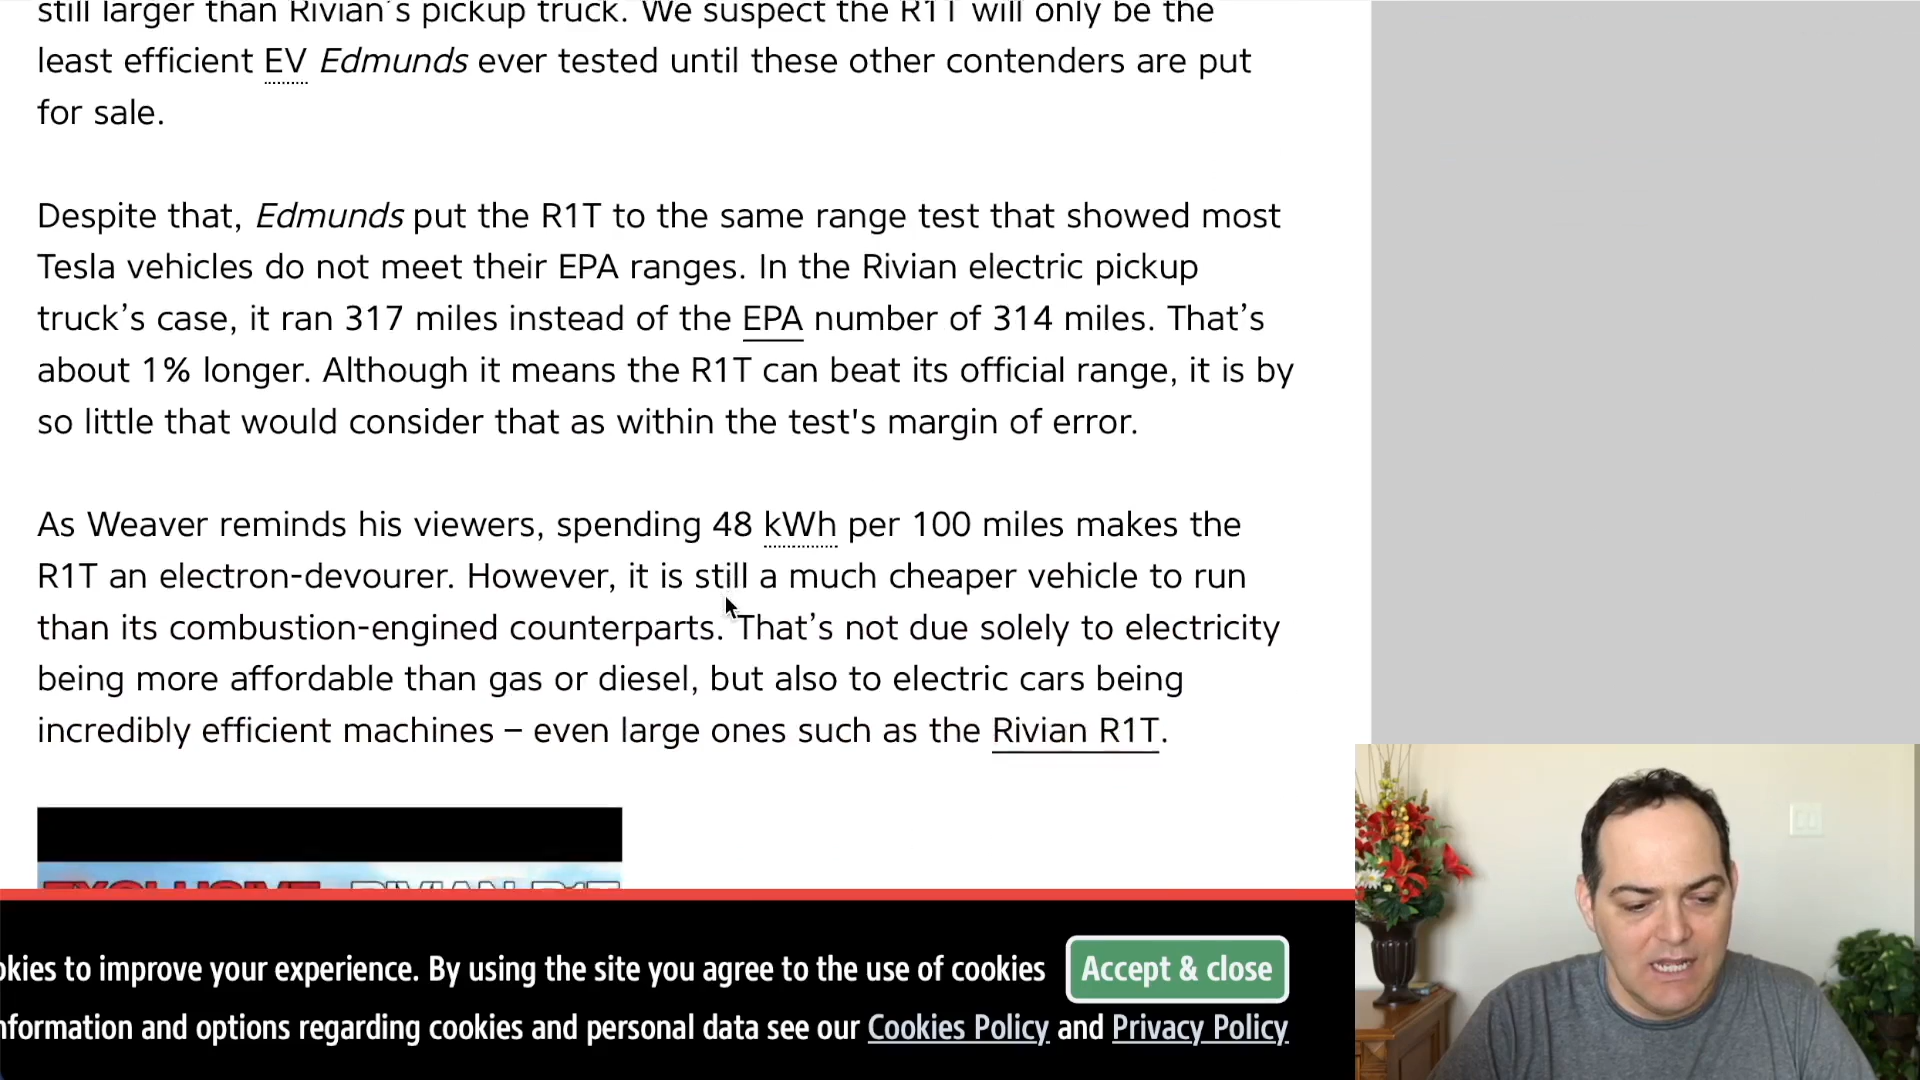 still larger than Rivian's pickup truck. We suspect the R1T will only be the
least efficient EV Edmunds ever tested until these other contenders are put
for sale.
Despite that, Edmunds put the R1T to the same range test that showed most
Tesla vehicles do not meet their EPA ranges. In the Rivian electric pickup
truck’s case, it ran 317 miles instead of the EPA number of 314 miles. That’s
about 1% longer. Although it means the R1T can beat its official range, it is by
so little that would consider that as within the test's margin of error.
As Weaver reminds his viewers, spending 48 kWh per 100 miles makes the
R1T an electron-devourer. However, it is still a much cheaper vehicle to run
than its combustion-engined counterparts. That’s not due solely to electricity
being more affordable than gas or diesel, but also to electric cars being
incredibly efficient machines – even large ones such as the Rivian R1T.
EXCLUSIVE RIVIAN R1T
okies to improve your experience. By using the site you agree to the use of cookies
Accept & close
nformation and options regarding cookies and personal data see our Cookies Policy and Privacy Policy